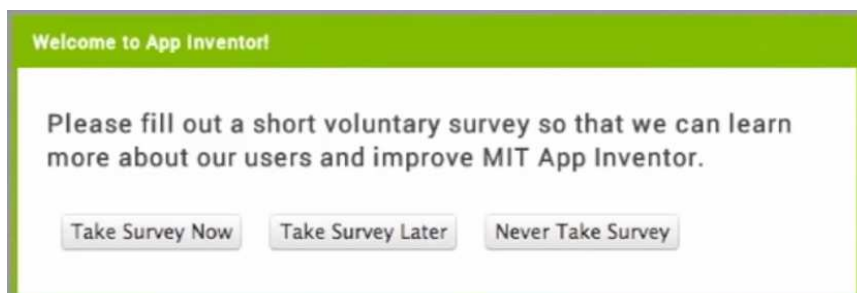 Welcome to App Inventor!
Please fill out a short voluntary survey so that we can learn
more about our users and improve MIT App Inventor.
Take Survey Now Take Survey Later Never Take Survey